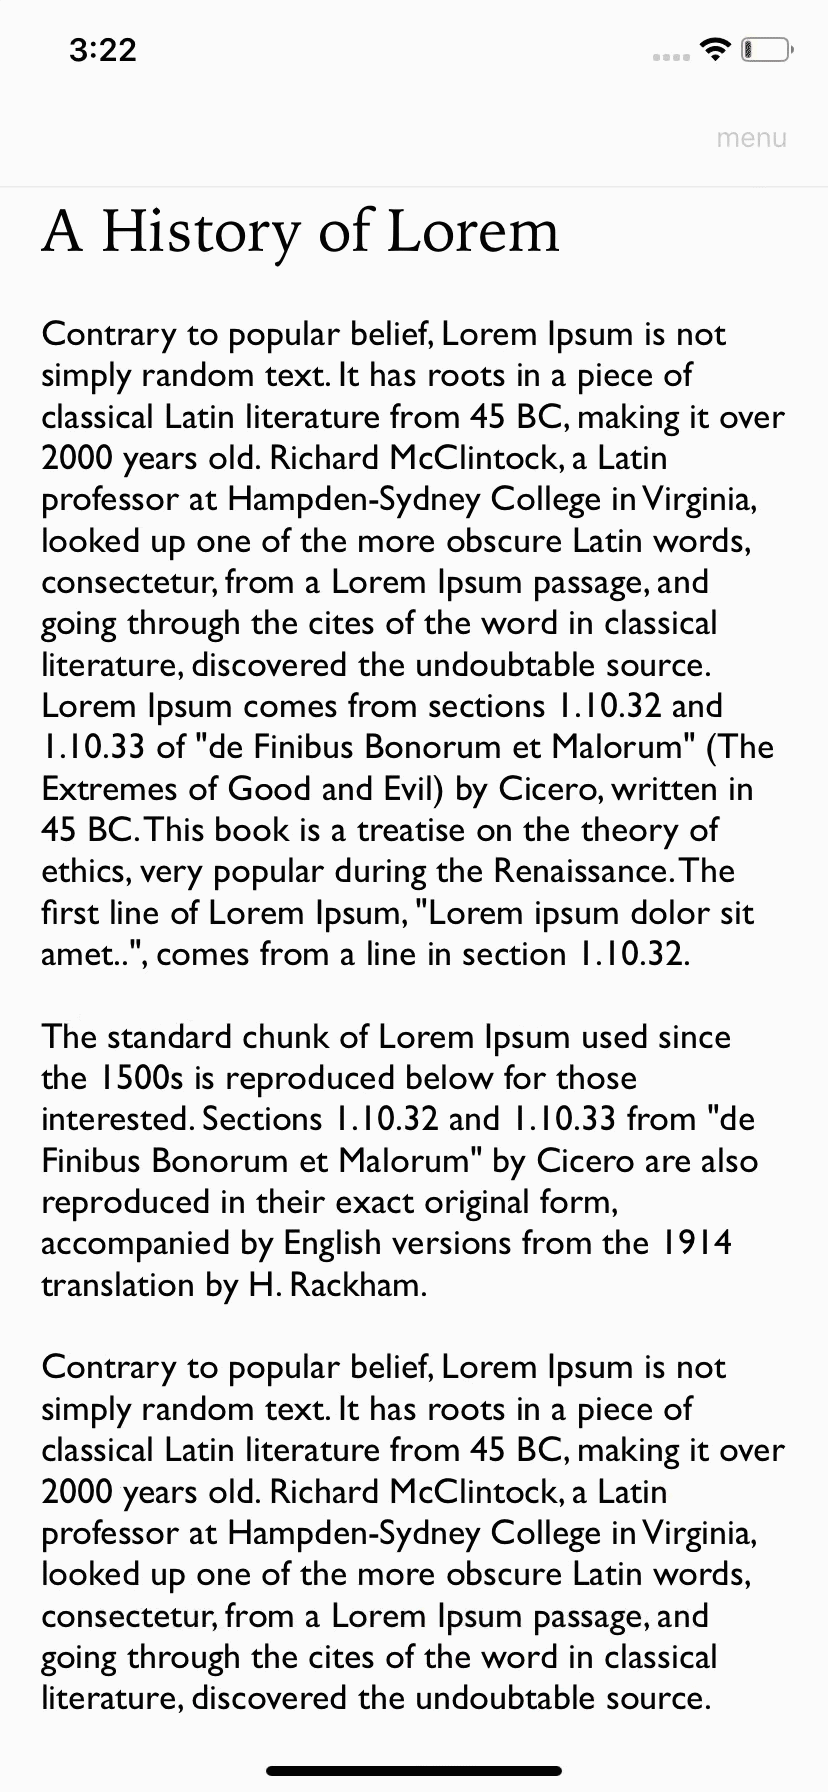 3:22
menu
A History of Lorem
Contrary to popular belief, Lorem Ipsum is not
simply random text. It has roots in a piece of
classical Latin literature from 45 BC, making it over
2000 years old. Richard McClintock, a Latin
professor at Hampden-Sydney College in Virginia,
looked up one of the more obscure Latin words,
consectetur, from a Lorem Ipsum passage, and
going through the cites of the word in classical
literature, discovered the undoubtable source.
Lorem Ipsum comes from sections 1.10.32 and
1.10.33 of "de Finibus Bonorum et Malorum" (The
Extremes of Good and Evil) by Cicero, written in
45 BC. This book is a treatise on the theory of
ethics, very popular during the Renaissance. The
first line of Lorem Ipsum, "Lorem ipsum dolor sit
amet..", comes from a line in section 1.10.32.
The standard chunk of Lorem Ipsum used since
the 1500s is reproduced below for those
interested. Sections 1.10.32 and 1.10.33 from "de
Finibus Bonorum et Malorum" by Cicero are also
reproduced in their exact original form,
accompanied by English versions from the 1914
translation by H. Rackham.
Contrary to popular belief, Lorem Ipsum is not
simply random text. It has roots in a piece of
classical Latin literature from 45 BC, making it over
2000 years old. Richard McClintock, a Latin
professor at Hampden-Sydney College in Virginia,
looked up one of the more obscure Latin words,
consectetur, from a Lorem Ipsum passage, and
going through the cites of the word in classical
literature, discovered the undoubtable source.